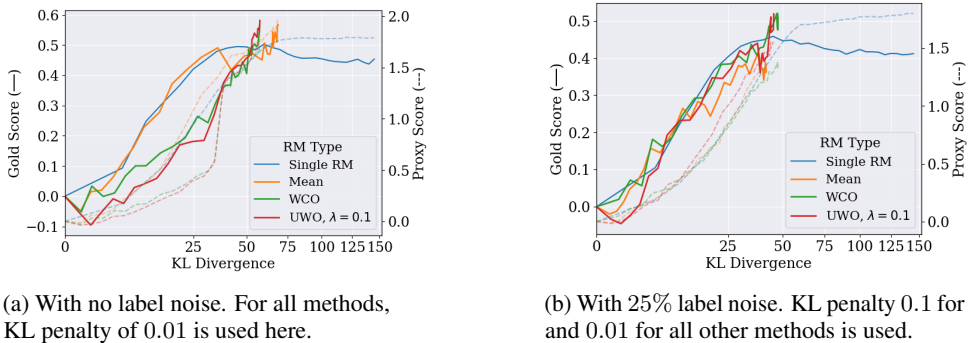 Gold Score (—)
0.6
0.5
0.4
0.3
0.2
0.1
0.0
−0.1
0
25
50
75
100
125
150
KL Divergence
2.0
1.5
1.0
0.5
0.0
Proxy Score (---)
RM Type
Single RM
Mean
WCO
UWO, λ = 0.1
(a) With no label noise. For all methods,
KL penalty of 0.01 is used here.
Gold Score (—)
0.5
0.4
0.3
0.2
0.1
0.0
0
25
50
75
100
125
150
KL Divergence
1.5
1.0
0.5
0.0
Proxy Score (---)
RM Type
Single RM
Mean
WCO
UWO, λ = 0.1
(b) With 25% label noise. KL penalty 0.1 for
and 0.01 for all other methods is used.